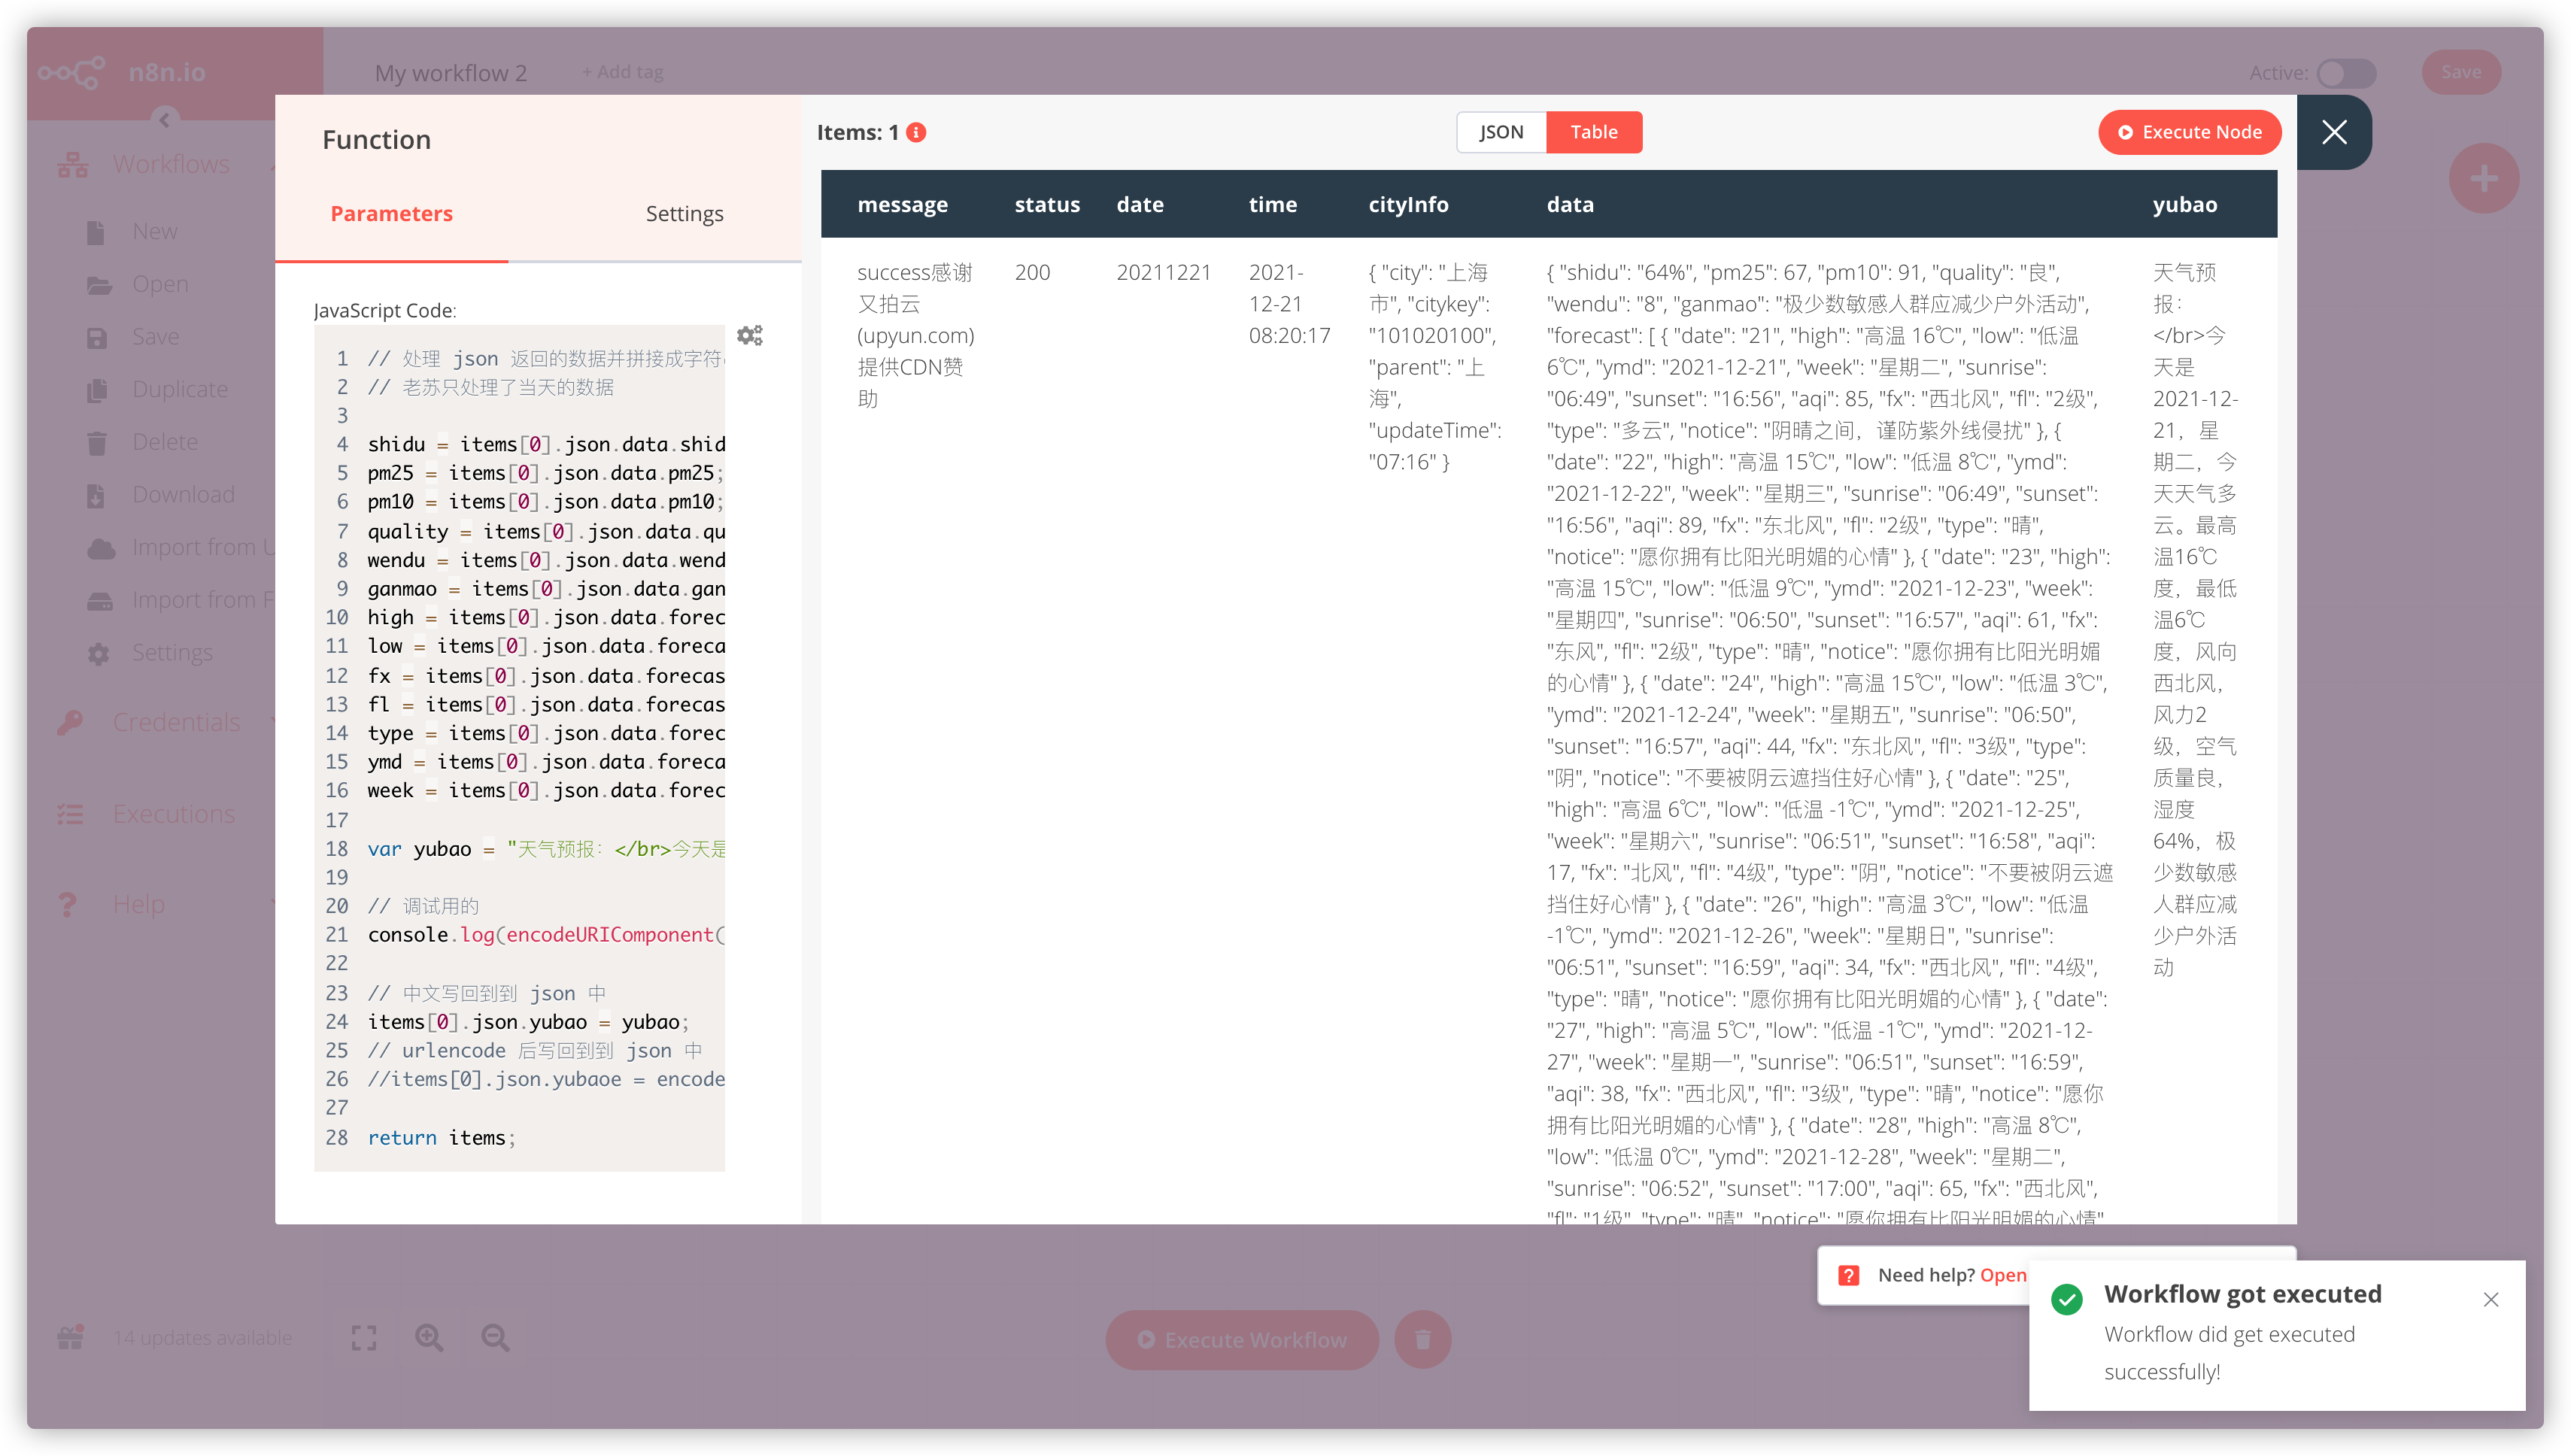 n8n.io
My workflow 2
+ Add tag
Active:
Save
Workflows
New
Open
Save
Duplicate
Delete
Download
Import from U
Import from F
Settings
Credentials
Executions
Help
14 updates available
Function
Parameters
Settings
JavaScript Code:
1 // 处理 json 返回的数据并拼接成字符
2 // 老苏只处理了当天的数据
3
4 shidu = items[0].json.data.shid
5 pm25 = items[0].json.data.pm25;
6 pm10 = items[0].json.data.pm10;
7 quality = items[0].json.data.qu
8 wendu = items[0].json.data.wend
9 ganmao = items[0].json.data.gan
10 high = items[0].json.data.forec
11 low = items[0].json.data.foreca
12 fx = items[0].json.data.forecas
13 fl = items[0].json.data.forecas
14 type = items[0].json.data.forec
15 ymd = items[0].json.data.foreca
16 week = items[0].json.data.forec
17
18 var yubao = "天气预报：</br>今天是
19
20 // 调试用的
21 console.log(encodeURIComponent(
22
23 // 中文写回到到 json 中
24 items[0].json.yubao = yubao;
25 // urlencode 后写回到到 json 中
26 //items[0].json.yubaoe = encode
27
28 return items;
Items: 1
JSON
Table
Execute Node
message
status
date
time
cityInfo
data
yubao
success感谢
又拍云
(upyun.com)
提供CDN赞
助
200
20211221
2021-
12-21
08:20:17
{ "city": "上海
市", "citykey":
"101020100",
"parent": "上
海",
"updateTime":
"07:16" }
{ "shidu": "64%", "pm25": 67, "pm10": 91, "quality": "良",
"wendu": "8", "ganmao": "极少数敏感人群应减少户外活动",
"forecast": [ { "date": "21", "high": "高温 16℃", "low": "低温
6℃", "ymd": "2021-12-21", "week": "星期二", "sunrise":
"06:49", "sunset": "16:56", "aqi": 85, "fx": "西北风", "fl": "2级",
"type": "多云", "notice": "阴晴之间，谨防紫外线侵扰" }, {
"date": "22", "high": "高温 15℃", "low": "低温 8℃", "ymd":
"2021-12-22", "week": "星期三", "sunrise": "06:49", "sunset":
"16:56", "aqi": 89, "fx": "东北风", "fl": "2级", "type": "晴",
"notice": "愿你拥有比阳光明媚的心情" }, { "date": "23", "high":
"高温 15℃", "low": "低温 9℃", "ymd": "2021-12-23", "week":
"星期四", "sunrise": "06:50", "sunset": "16:57", "aqi": 61, "fx":
"东风", "fl": "2级", "type": "晴", "notice": "愿你拥有比阳光明媚
的心情" }, { "date": "24", "high": "高温 15℃", "low": "低温 3℃",
"ymd": "2021-12-24", "week": "星期五", "sunrise": "06:50",
"sunset": "16:57", "aqi": 44, "fx": "东北风", "fl": "3级", "type":
"阴", "notice": "不要被阴云遮挡住好心情" }, { "date": "25",
"high": "高温 6℃", "low": "低温 -1℃", "ymd": "2021-12-25",
"week": "星期六", "sunrise": "06:51", "sunset": "16:58", "aqi":
17, "fx": "北风", "fl": "4级", "type": "阴", "notice": "不要被阴云遮
挡住好心情" }, { "date": "26", "high": "高温 3℃", "low": "低温
-1℃", "ymd": "2021-12-26", "week": "星期日", "sunrise":
"06:51", "sunset": "16:59", "aqi": 34, "fx": "西北风", "fl": "4级",
"type": "晴", "notice": "愿你拥有比阳光明媚的心情" }, { "date":
"27", "high": "高温 5℃", "low": "低温 -1℃", "ymd": "2021-12-
27", "week": "星期一", "sunrise": "06:51", "sunset": "16:59",
"aqi": 38, "fx": "西北风", "fl": "3级", "type": "晴", "notice": "愿你
拥有比阳光明媚的心情" }, { "date": "28", "high": "高温 8℃",
"low": "低温 0℃", "ymd": "2021-12-28", "week": "星期二",
"sunrise": "06:52", "sunset": "17:00", "aqi": 65, "fx": "西北风",
"fl": "1级", "type": "晴", "notice": "愿你拥有比阳光明媚的心情"
天气预
报：
</br>今
天是
2021-12-
21，星
期二，今
天天气多
云。最高
温16℃
度，最低
温6℃
度，风向
西北风，
风力2
级，空气
质量良，
湿度
64%，极
少数敏感
人群应减
少户外活
动
Execute Workflow
Need help? Open
Workflow got executed
Workflow did get executed
successfully!